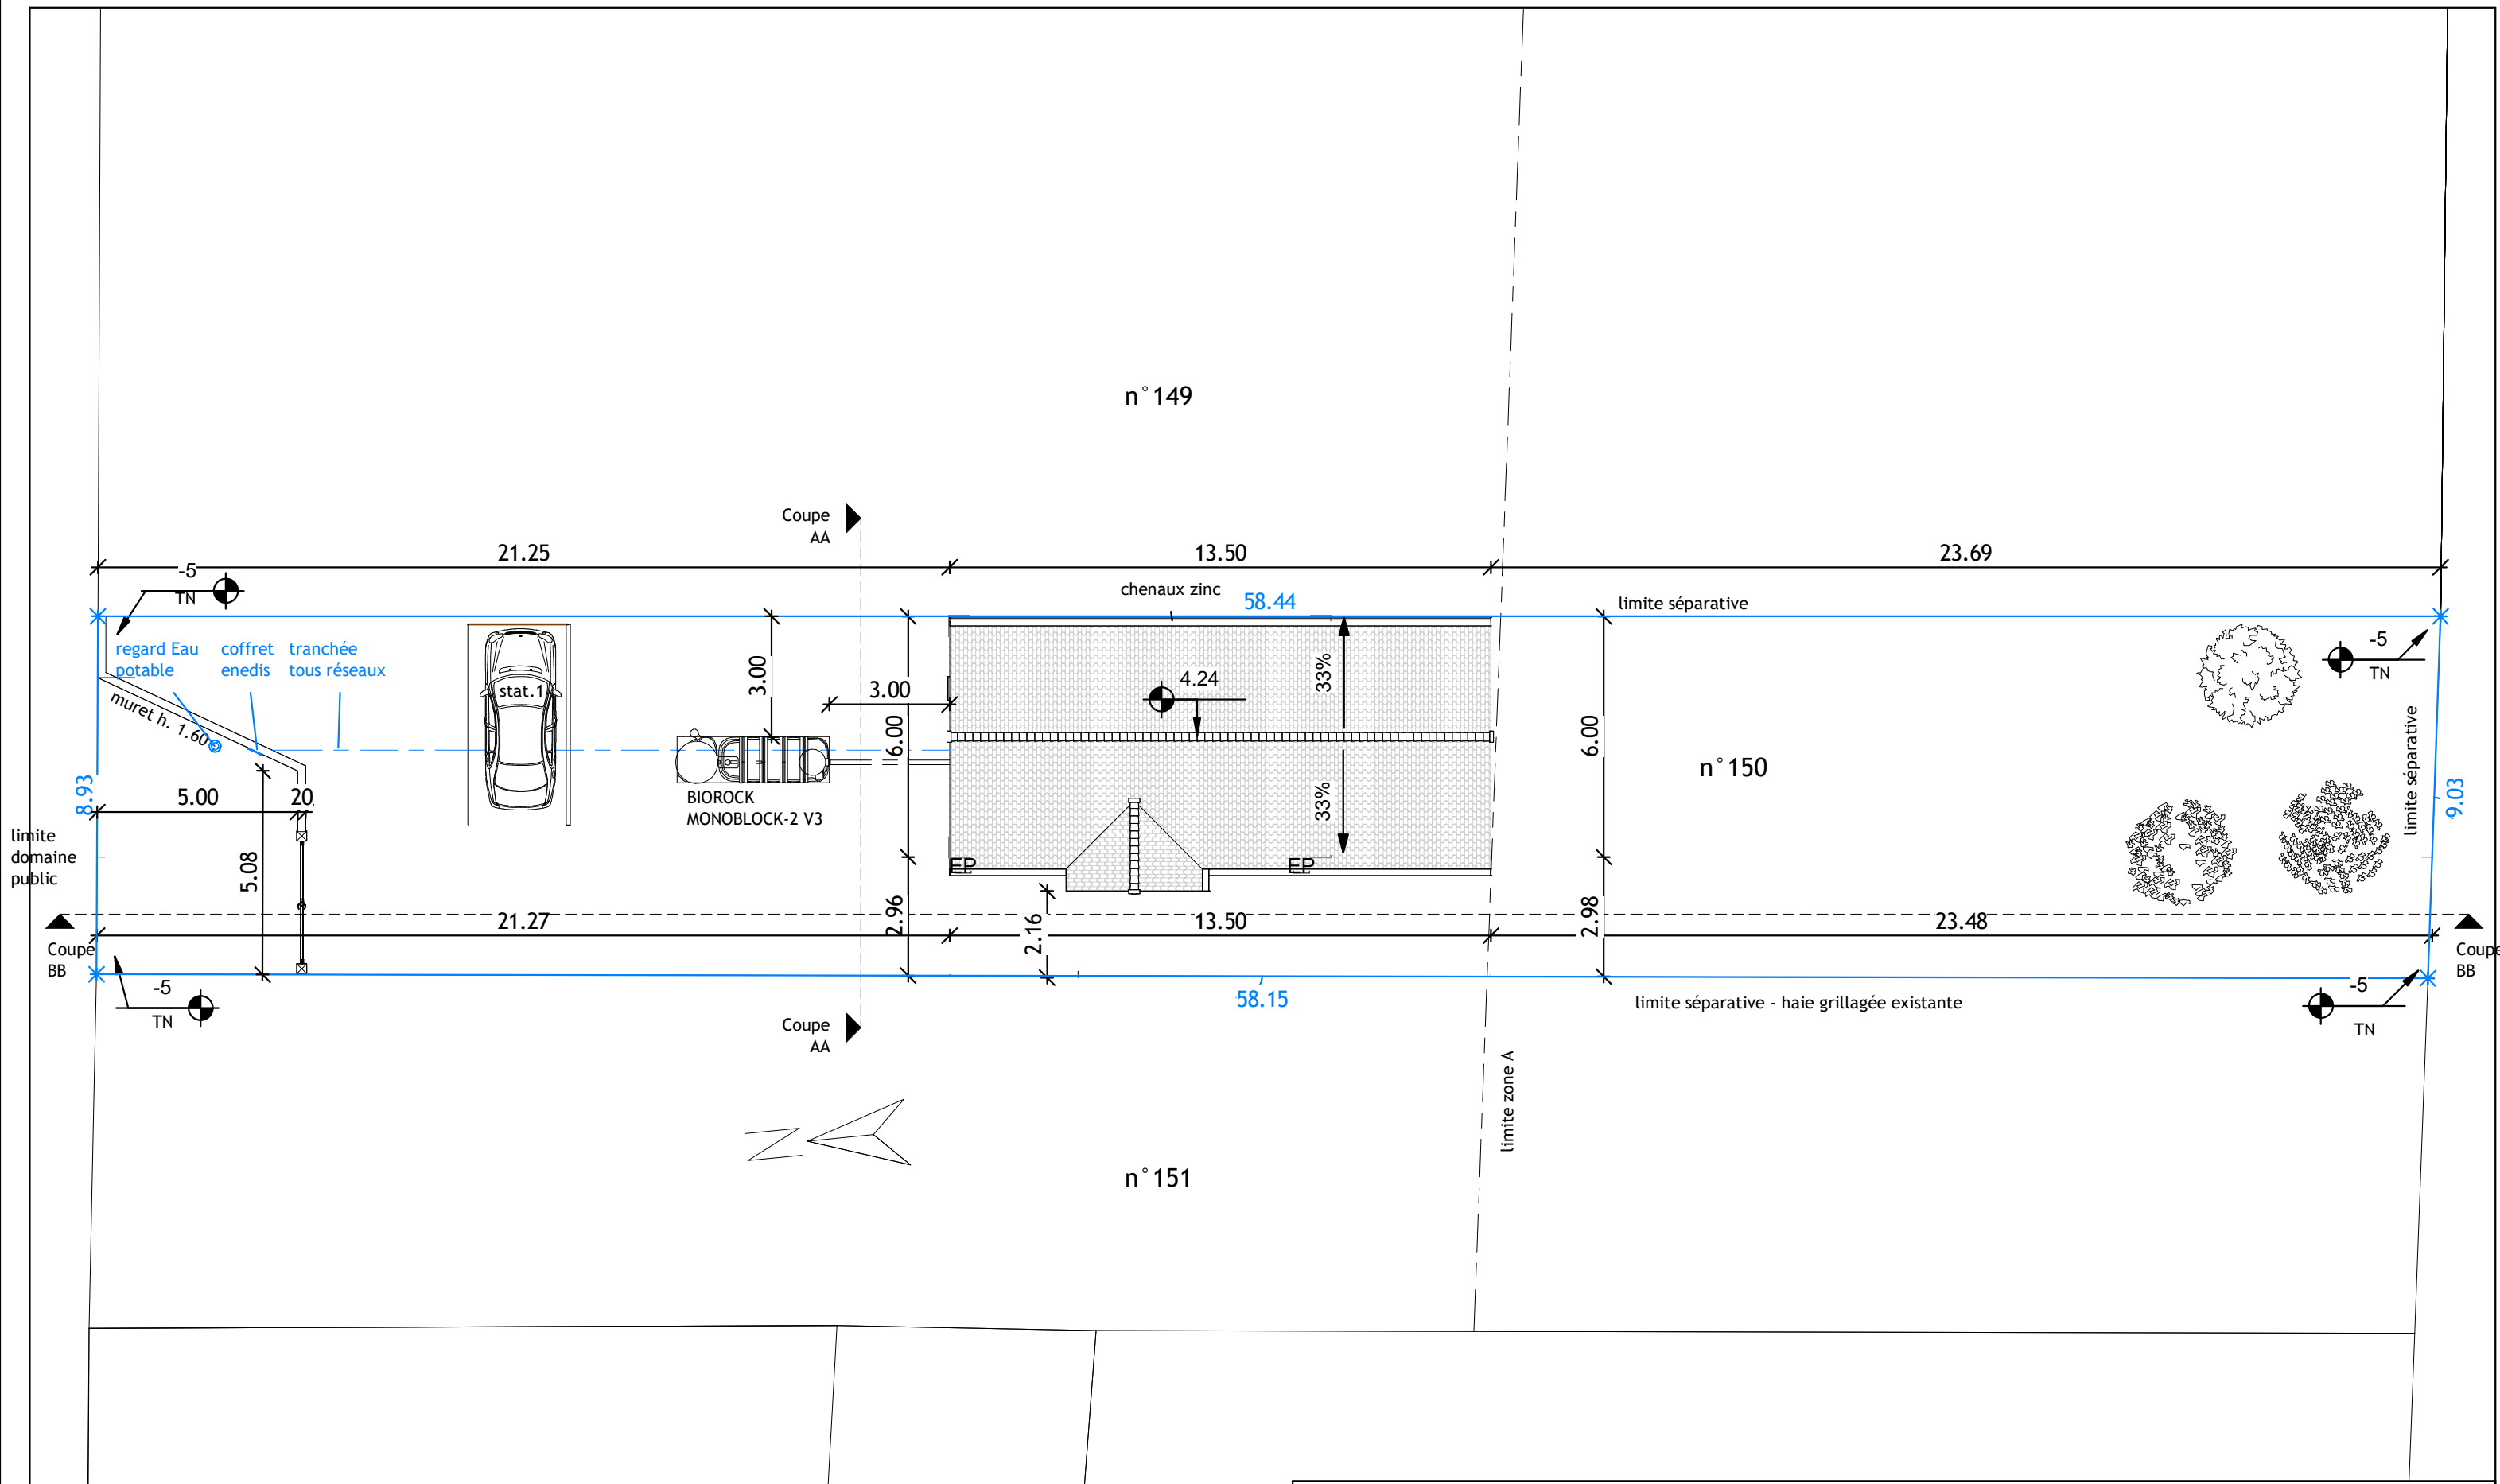 n°149
Coupe
AA
21.25
13.50
23.69
-5
TN
chenaux zinc
58.44
limite séparative
regard Eau
potable
coffret
enedis
tranchée
tous réseaux
muret h. 1.60
stat.1
3.00
3.00
6.00
4.24
33%
33%
6.00
-5
TN
limite séparative
n°150
8.93
9.03
5.00
20
BIOROCK
MONOBLOCK-2 V3
limite
domaine
public
5.08
EP
EP
2.96
2.16
2.98
21.27
13.50
23.48
Coupe
BB
Coupe
BB
-5
TN
58.15
limite séparative - haie grillagée existante
-5
TN
Coupe
AA
limite zone A
N
n°151